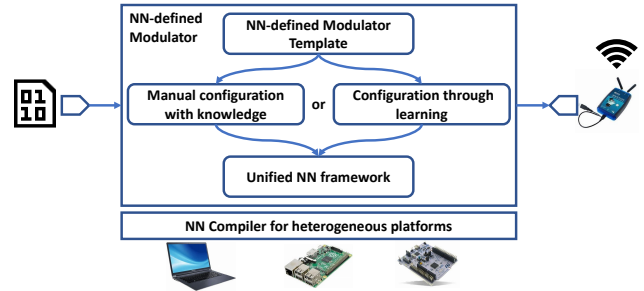 NN-defined
Modulator
NN-defined Modulator
Template
Manual configuration
with knowledge
or
Configuration through
learning
Unified NN framework
01
10
NN Compiler for heterogeneous platforms